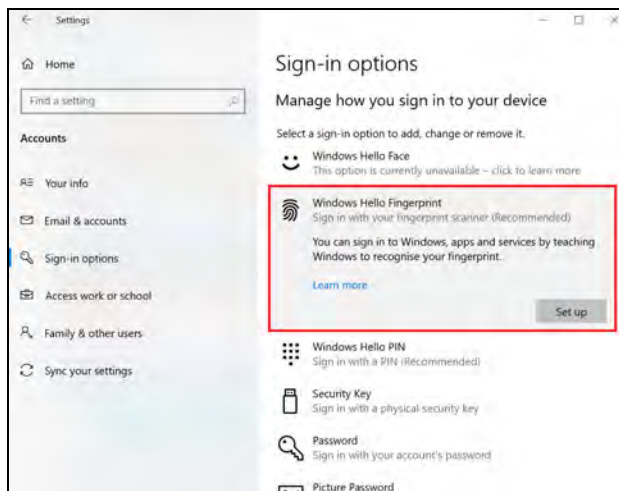 Settings
Home
Find a setting
Accounts
Your info
Email & accounts
Sign-in options
Access work or school
Family & other users
Sync your settings
Sign-in options
Manage how you sign in to your device
Select a sign-in option to add, change or remove it.
Windows Hello Face
This option is currently unavailable – click to learn more
Windows Hello Fingerprint
Sign in with your fingerprint scanner (Recommended)
You can sign in to Windows, apps and services by teaching
Windows to recognise your fingerprint.
Learn more
Set up
Windows Hello PIN
Sign in with a PIN (Recommended)
Security Key
Sign in with a physical security key
Password
Sign in with your account's password
Picture Password